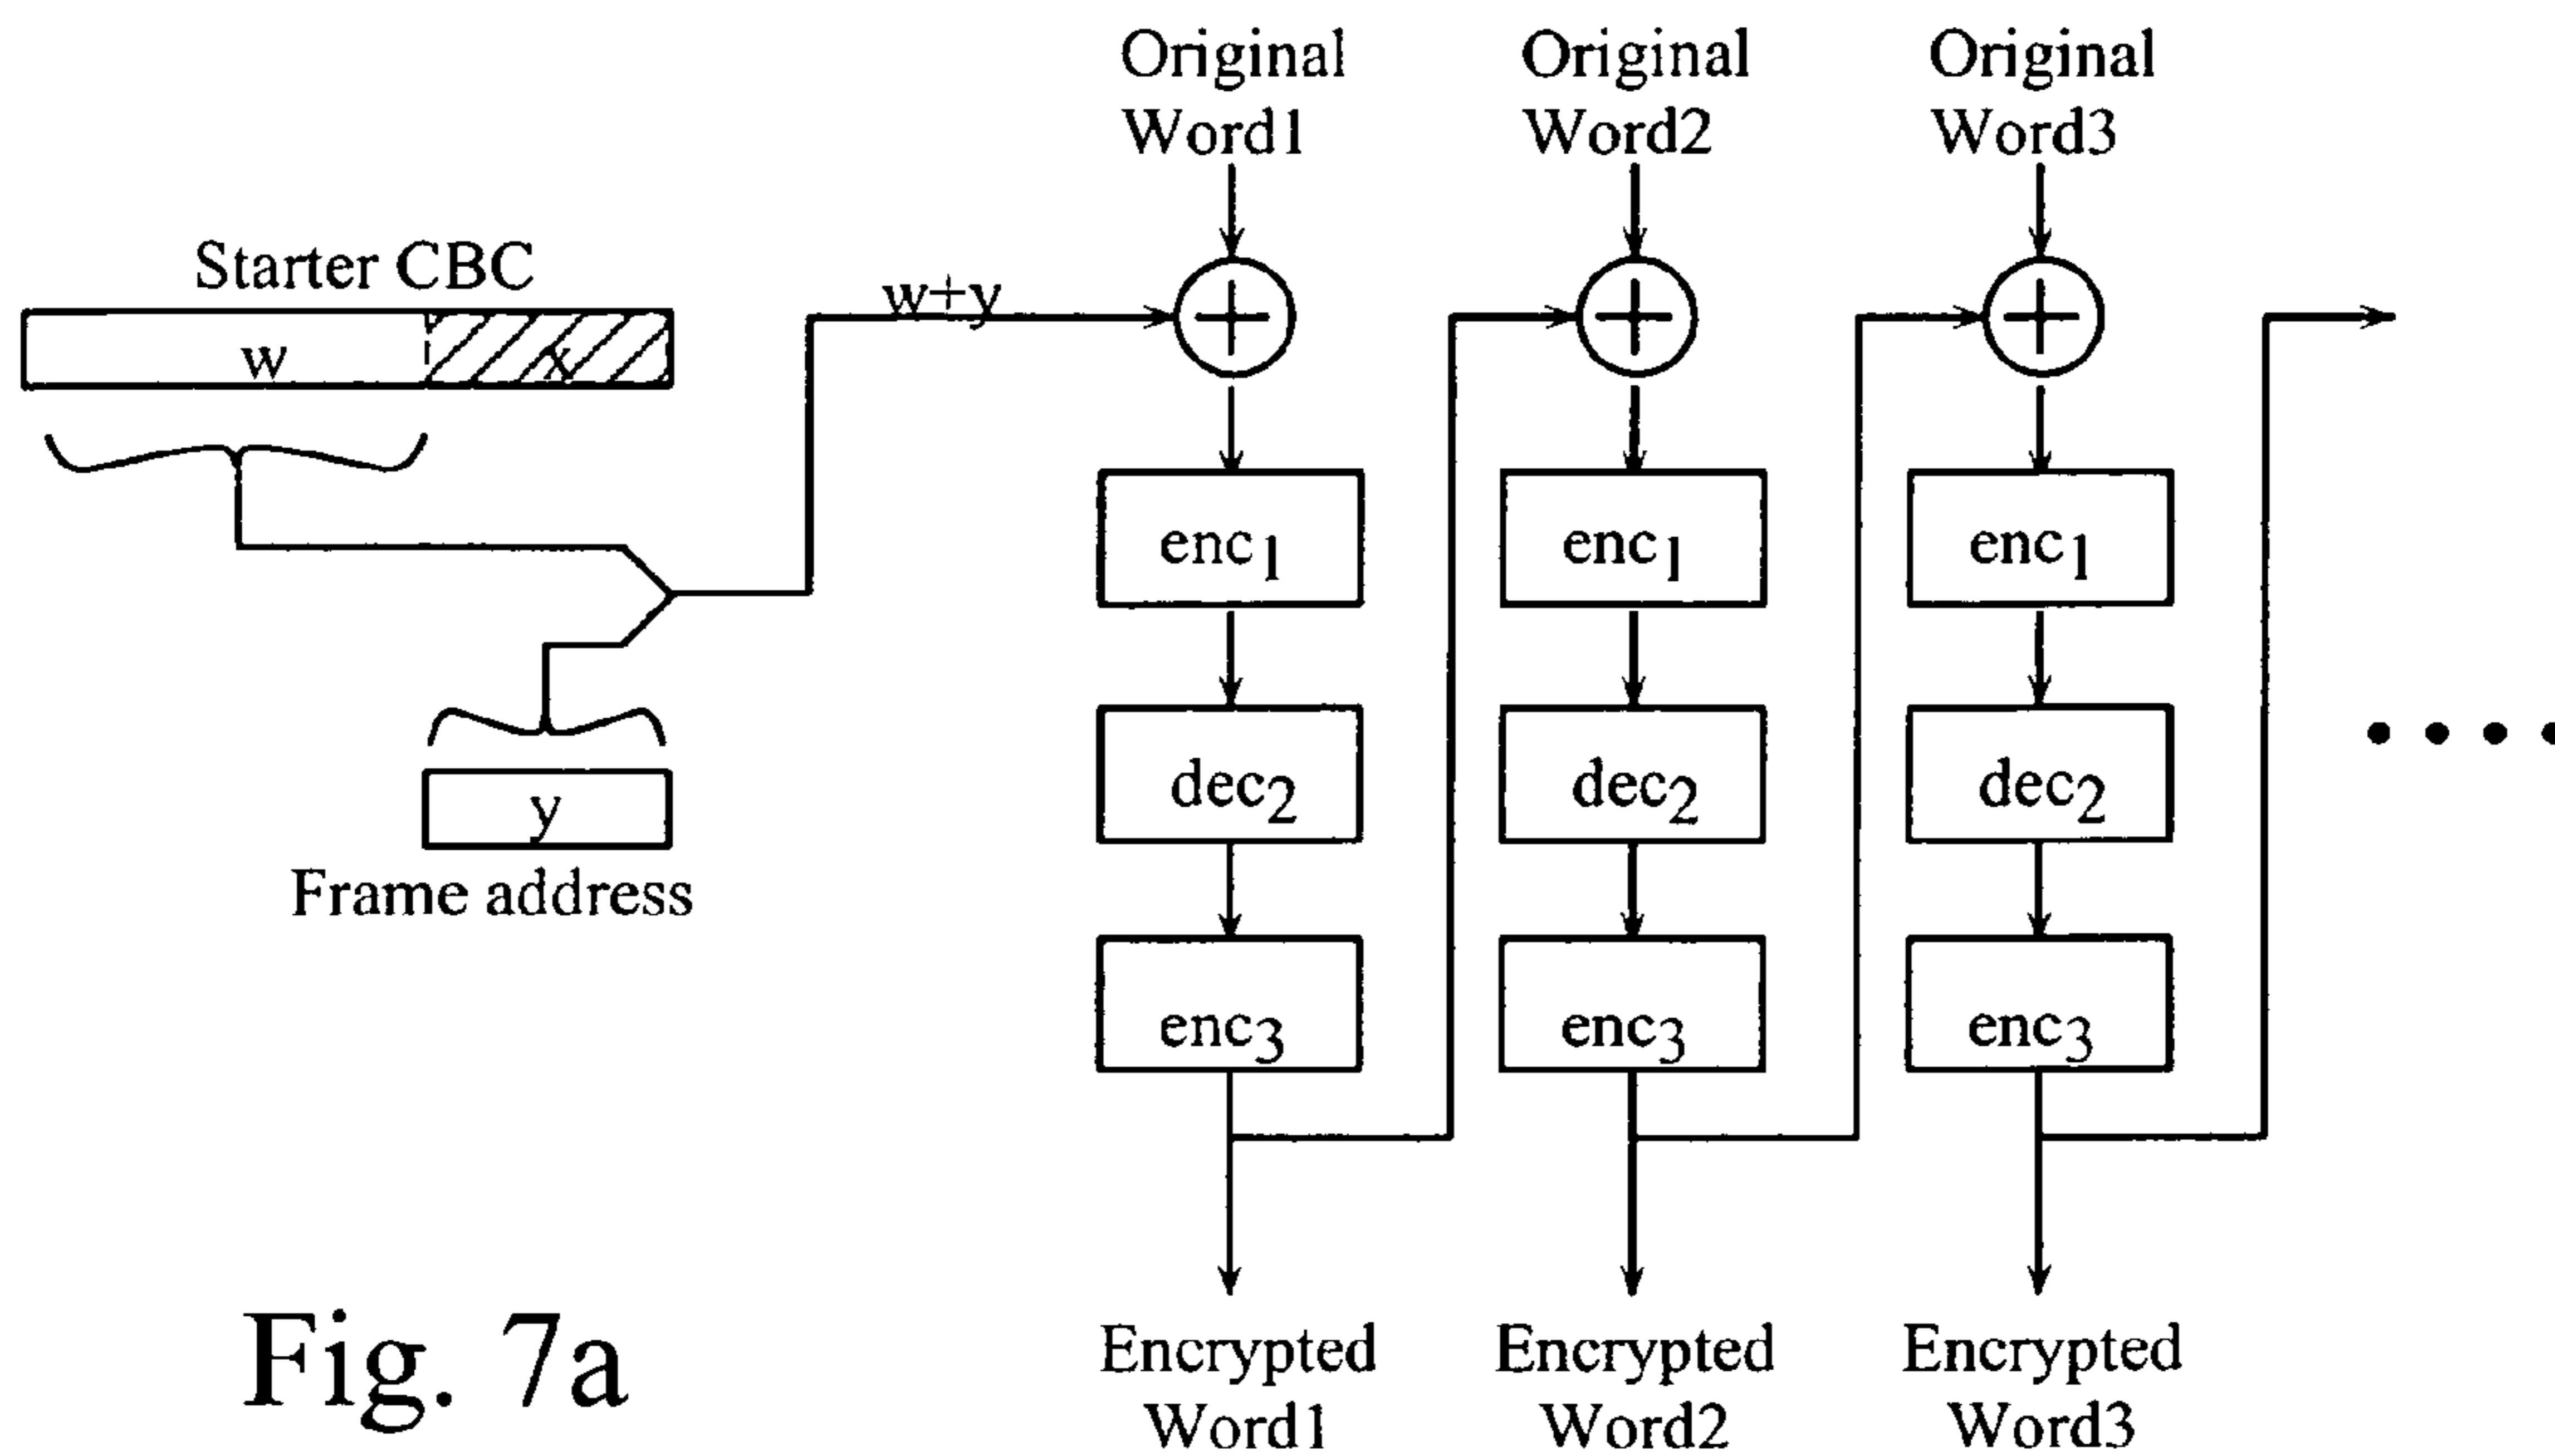 Original
Word1
Original
Word2
Original
Word3
Starter CBC
w
x
w+y
y
Frame address
enc1
enc1
enc1
dec2
dec2
dec2
enc3
enc3
enc3
Encrypted
Word1
Encrypted
Word2
Encrypted
Word3
Fig. 7a